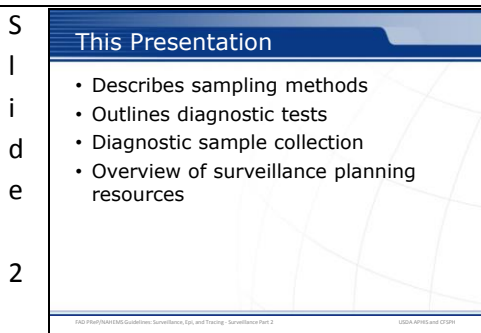 S
l
i
d
e
2
This Presentation
• Describes sampling methods
• Outlines diagnostic tests
• Diagnostic sample collection
• Overview of surveillance planning
resources
FAD PReP/NAHEMS Guidelines: Surveillance, Epi, and Tracing - Surveillance Part 2
USDA APHIS and CFSPH